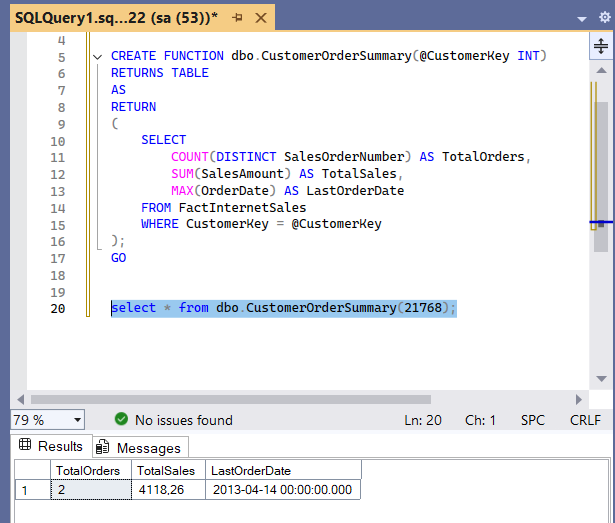 SQLQuery1.sq...22 (sa (53))*
4
5 CREATE FUNCTION dbo.CustomerOrderSummary(@CustomerKey INT)
6 RETURNS TABLE
7 AS
8 RETURN
9 (
10 SELECT
11 COUNT(DISTINCT SalesOrderNumber) AS TotalOrders,
12 SUM(SalesAmount) AS TotalSales,
13 MAX(OrderDate) AS LastOrderDate
14 FROM FactInternetSales
15 WHERE CustomerKey = @CustomerKey
16 );
17 GO
18
19
20 select * from dbo.CustomerOrderSummary(21768);
79 % No issues found Ln: 20 Ch: 1 SPC CRLF
Results Messages
TotalOrders TotalSales LastOrderDate
1 2 4118,26 2013-04-14 00:00:00.000